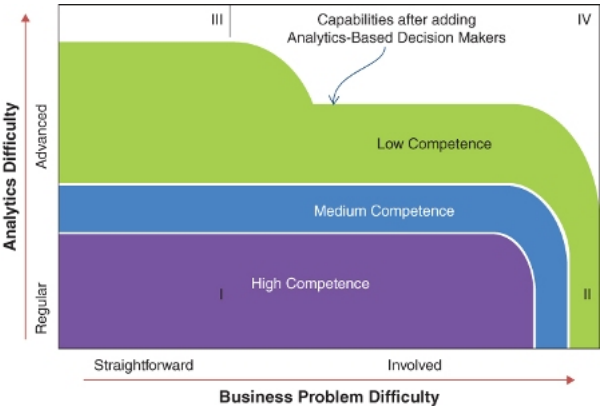 III
Capabilities after adding
Analytics-Based Decision Makers
IV
Analytics Difficulty
Advanced
Regular
Low Competence
Medium Competence
High Competence
I
II
Straightforward
Involved
Business Problem Difficulty